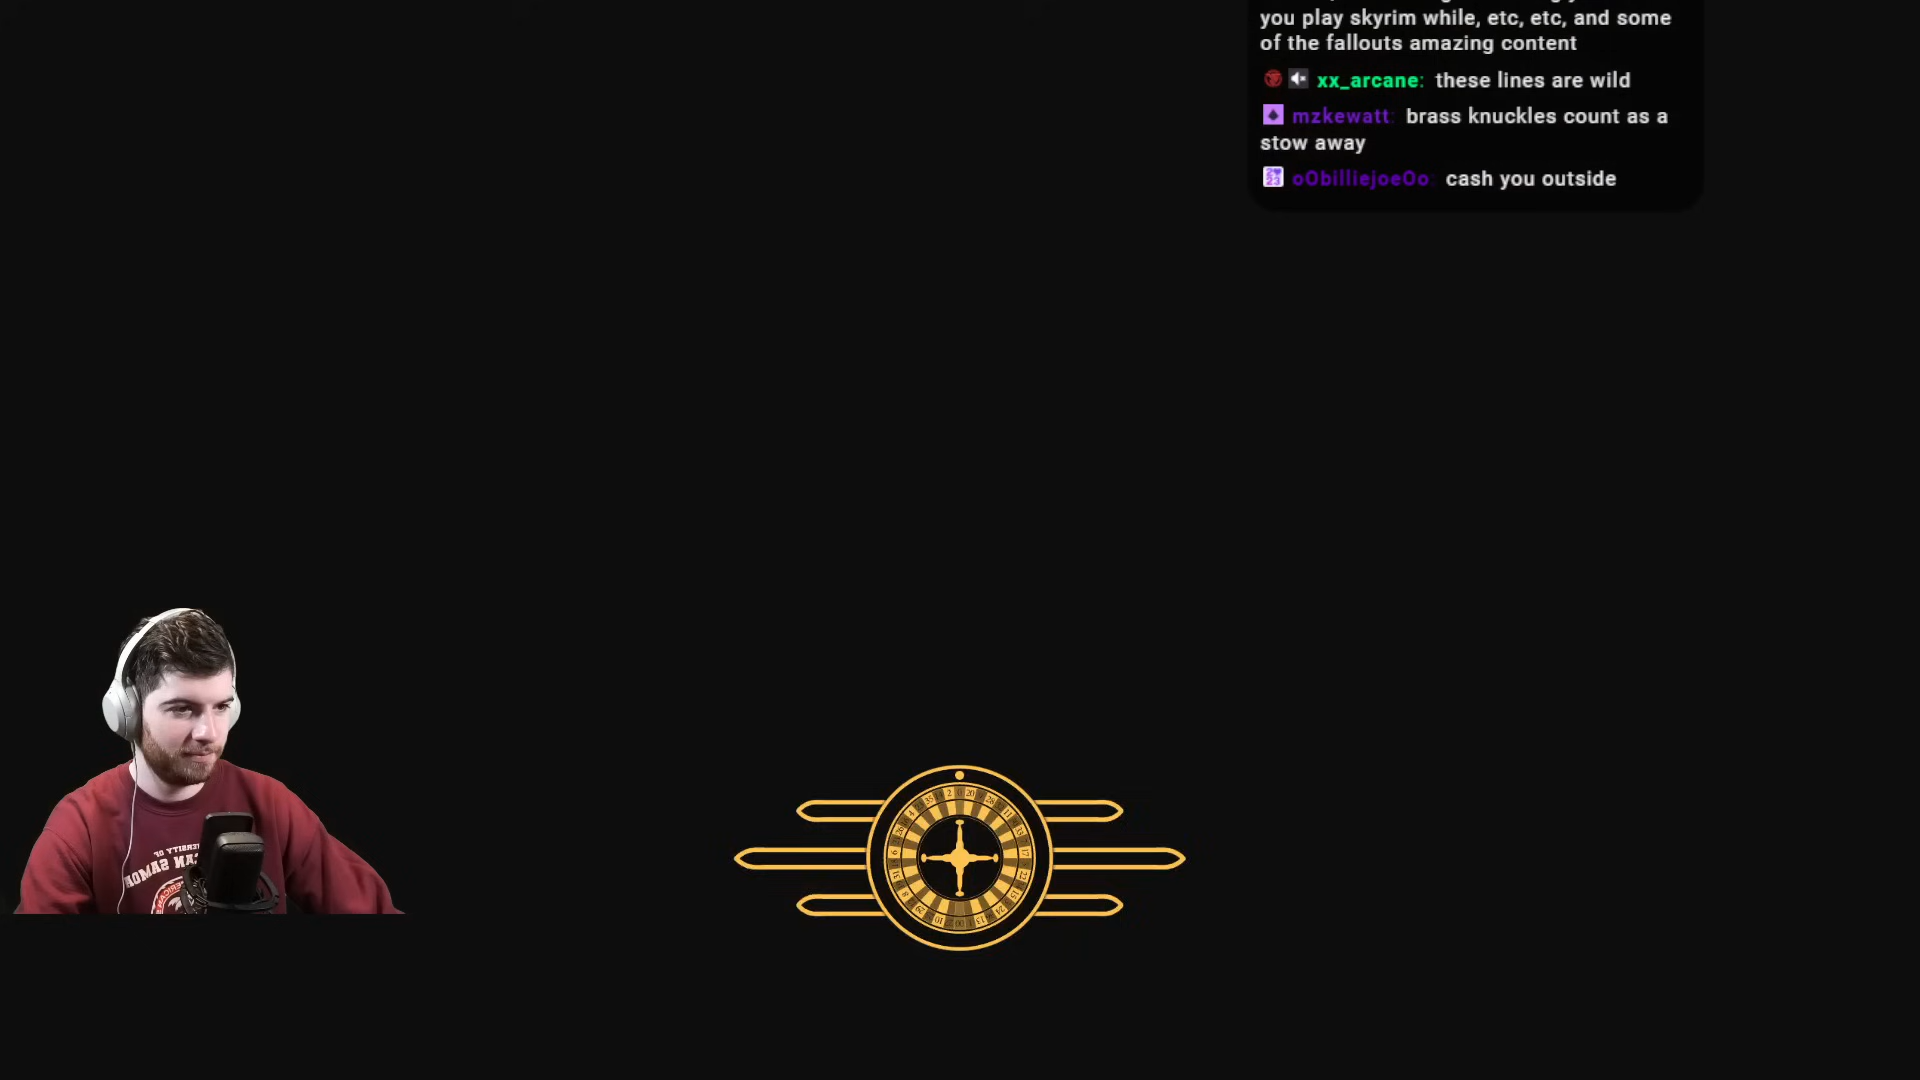 you play skyrim while, etc, etc, and some
of the fallouts amazing content
xx_arcane: these lines are wild
mzkewatt: brass knuckles count as a
stow away
oObilliejoeOo: cash you outside